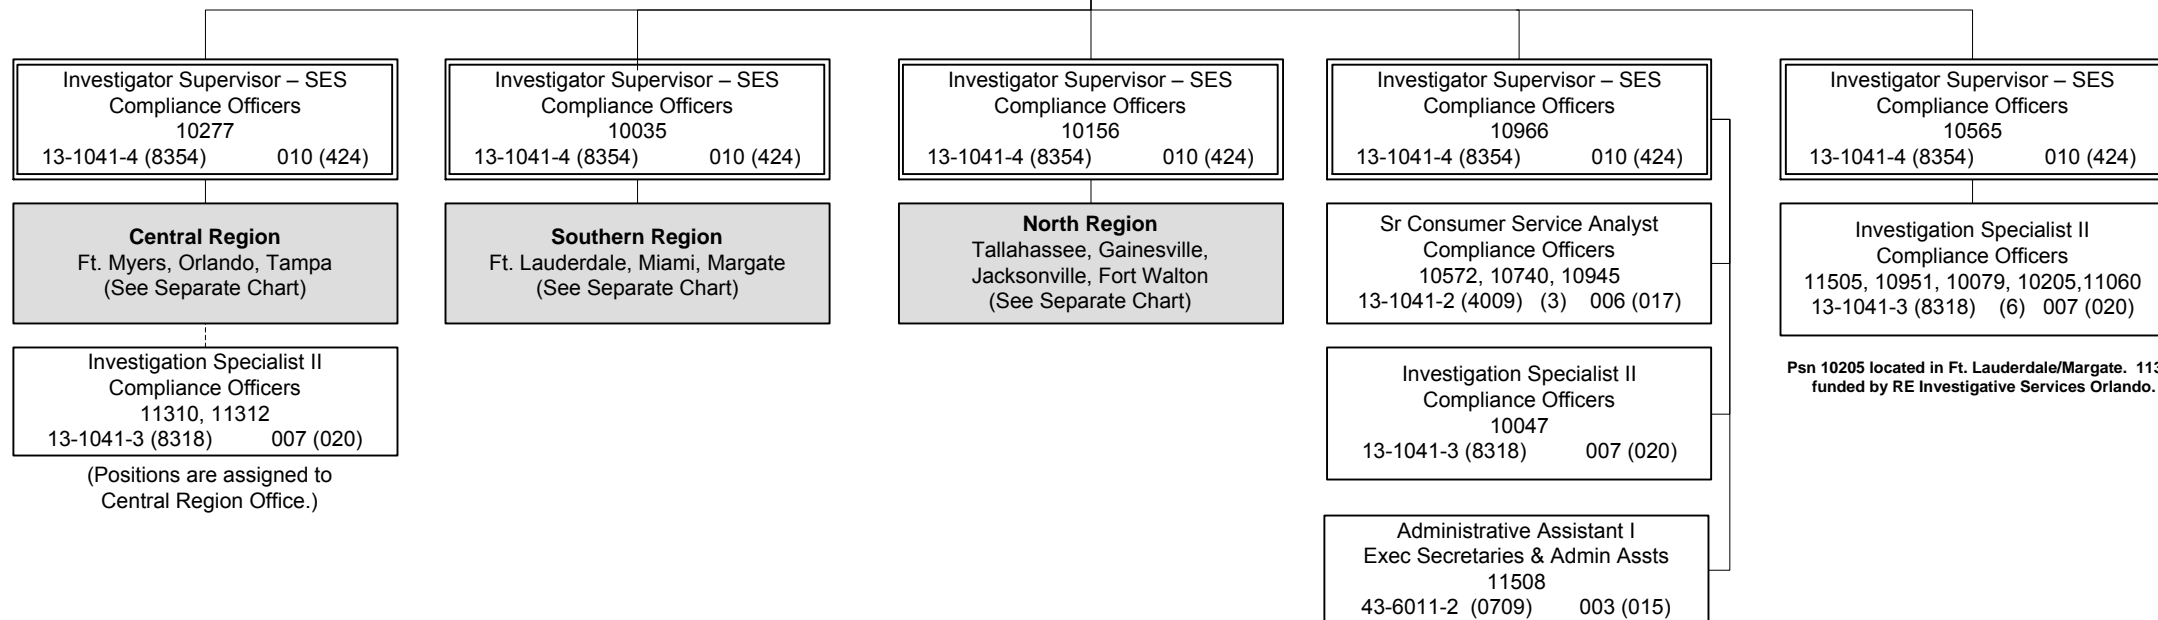 Investigator Supervisor – SES
Compliance Officers
10277
13-1041-4 (8354) 010 (424)
Central Region
Ft. Myers, Orlando, Tampa
(See Separate Chart)
Investigation Specialist II
Compliance Officers
11310, 11312
13-1041-3 (8318) 007 (020)
(Positions are assigned to
Central Region Office.)
Investigator Supervisor – SES
Compliance Officers
10035
13-1041-4 (8354) 010 (424)
Southern Region
Ft. Lauderdale, Miami, Margate
(See Separate Chart)
Investigator Supervisor – SES
Compliance Officers
10156
13-1041-4 (8354) 010 (424)
North Region
Tallahassee, Gainesville,
Jacksonville, Fort Walton
(See Separate Chart)
Investigator Supervisor – SES
Compliance Officers
10966
13-1041-4 (8354) 010 (424)
Sr Consumer Service Analyst
Compliance Officers
10572, 10740, 10945
13-1041-2 (4009) (3) 006 (017)
Investigation Specialist II
Compliance Officers
10047
13-1041-3 (8318) 007 (020)
Administrative Assistant I
Exec Secretaries & Admin Assts
11508
43-6011-2 (0709) 003 (015)
Investigator Supervisor – SES
Compliance Officers
10565
13-1041-4 (8354) 010 (424)
Investigation Specialist II
Compliance Officers
11505, 10951, 10079, 10205,11060
13-1041-3 (8318) (6) 007 (020)
Psn 10205 located in Ft. Lauderdale/Margate.
funded by RE Investigative Services Orlando.